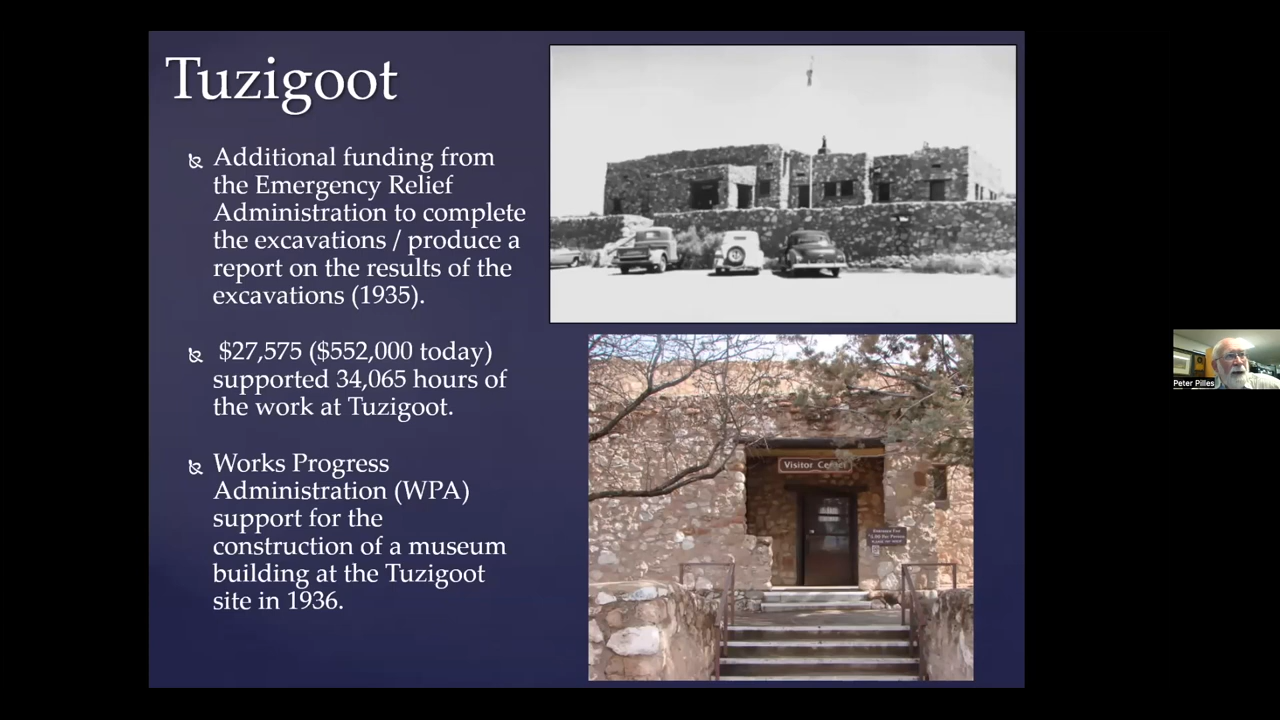 Tuzigoot
Additional funding from
the Emergency Relief
Administration to complete
the excavations / produce a
report on the results of the
excavations (1935).
$27,575 ($552,000 today)
supported 34,065 hours of
the work at Tuzigoot.
Works Progress
Administration (WPA)
support for the
construction of a museum
building at the Tuzigoot
site in 1936.
Visitor Center
Peter Pilles